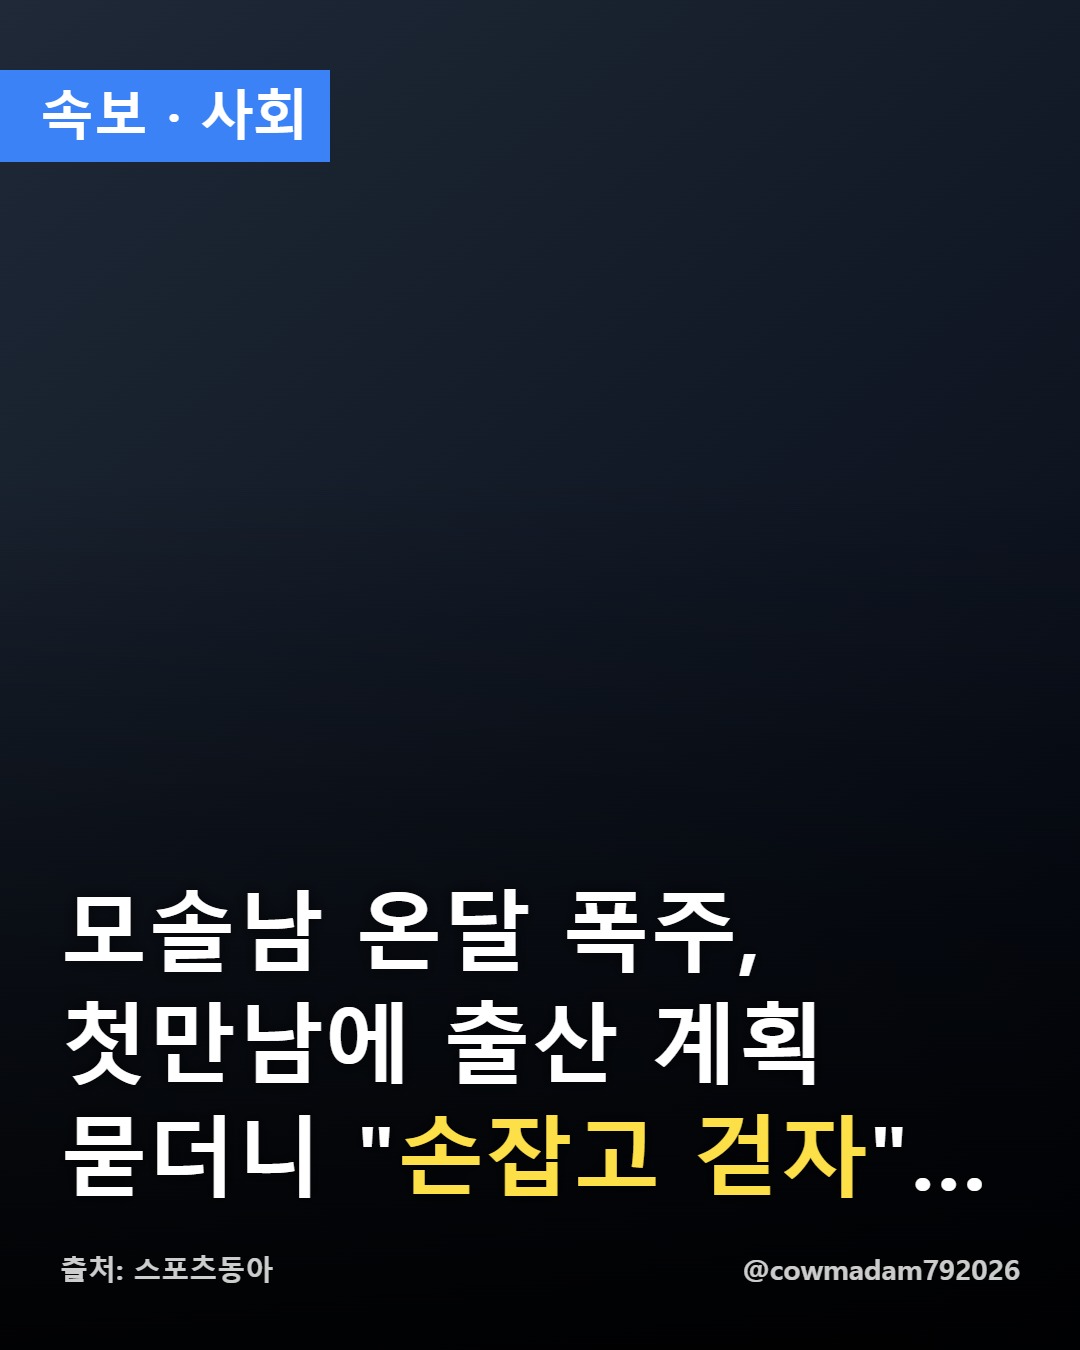 속보 · 사회
모솔남 온달 폭주,
첫만남에 출산 계획
묻더니 "손잡고 걷자"...
출처: 스포츠동아
@cowmadam792026